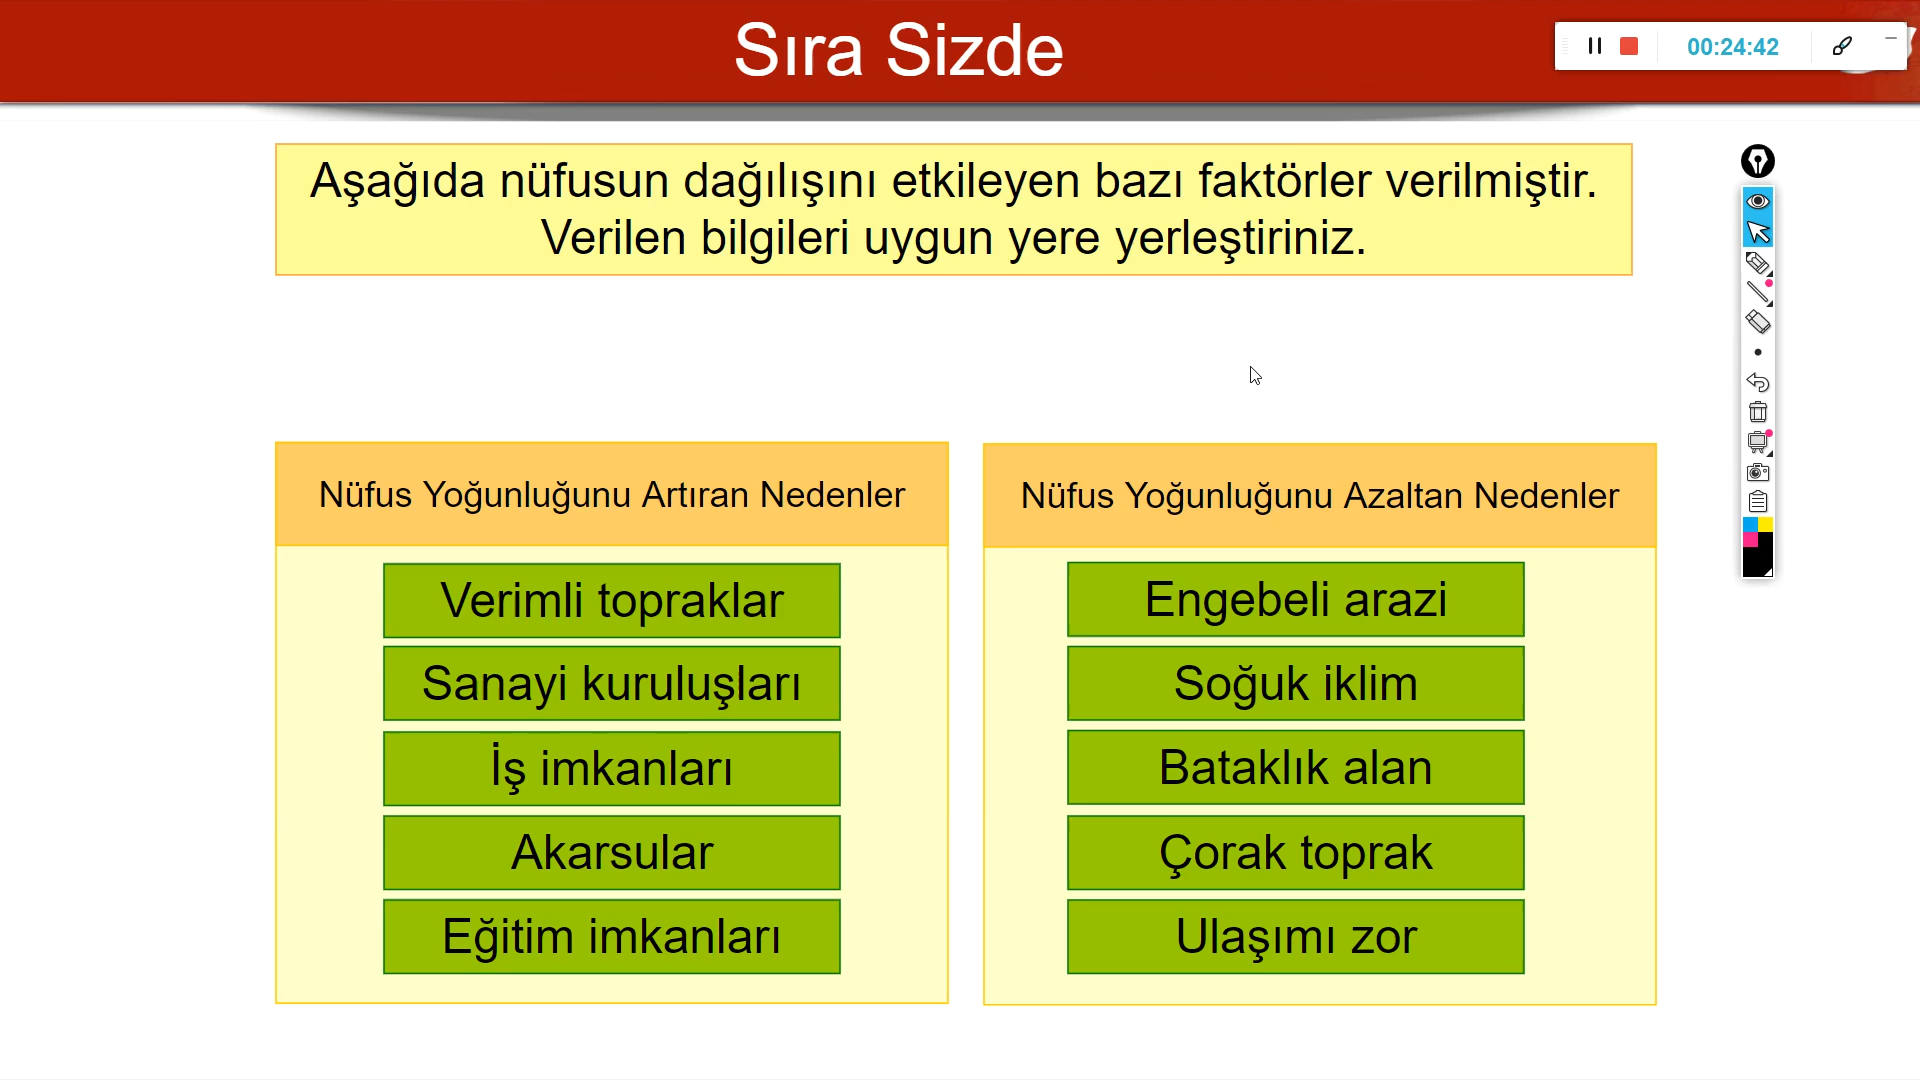 Sıra Sizde
00:24:42
Aşağıda nüfusun dağılışını etkileyen bazı faktörler verilmiştir.
Verilen bilgileri uygun yere yerleştiriniz.
Nüfus Yoğunluğunu Artıran Nedenler
Verimli topraklar
Sanayi kuruluşları
İş imkanları
Akarsular
Eğitim imkanları
Nüfus Yoğunluğunu Azaltan Nedenler
Engebeli arazi
Soğuk iklim
Bataklık alan
Çorak toprak
Ulaşımı zor